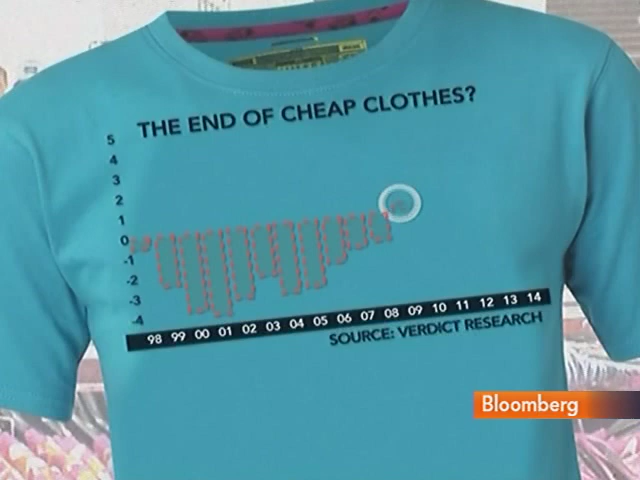 THE END OF CHEAP CLOTHES?
5
4
3
2
1
0
-1
-2
-3
-4
98 99 00 01 02 03 04 05 06 07 08 09 10 11 12 13 14
SOURCE: VERDICT RESEARCH
Bloomberg